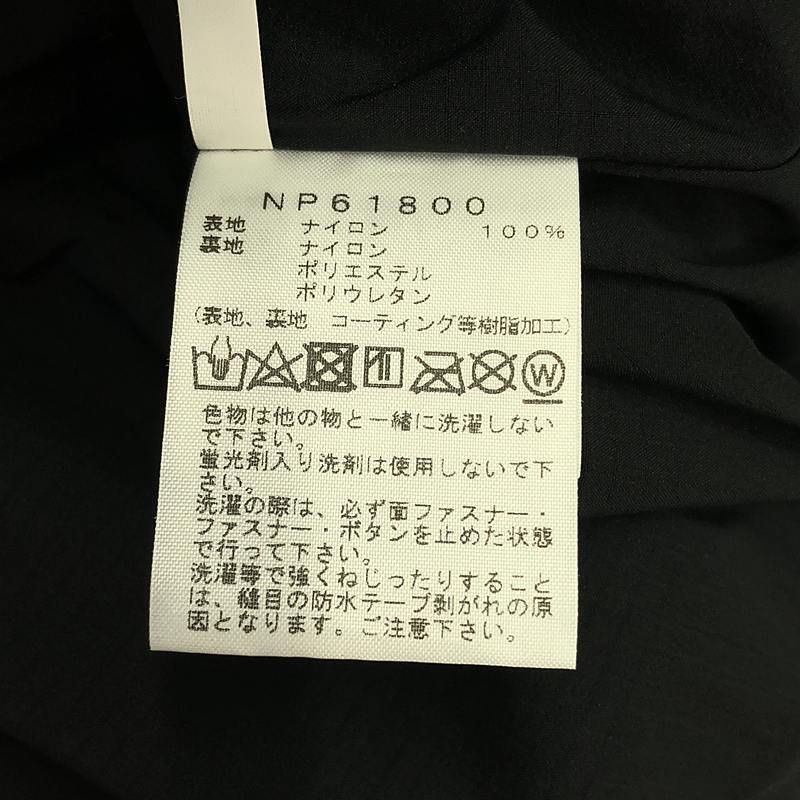 NP61800
表地 ナイロン 100%
裏地 ナイロン
ポリエステル
ポリウレタン
(表地、裏地 コーティング等樹脂加工)
W
色物は他の物と一緒に洗濯しない
で下さい。
蛍光剤入り洗剤は使用しないで下
さい。
洗濯の際は、必ず面ファスナー・
ファスナー・ボタンを止めた状態
で行って下さい。
洗濯等で強くねじったりすること
は、縫目の防水テープ剥がれの原
因となります。ご注意下さい。